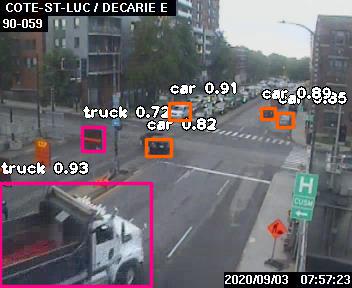 COTE-ST-LUC / DECARIE E
90-059
car 0.91
car 0.89
car 0.85
truck 0.72
car 0.82
truck 0.93
H
CUSM
2020/09/03 07:57:23